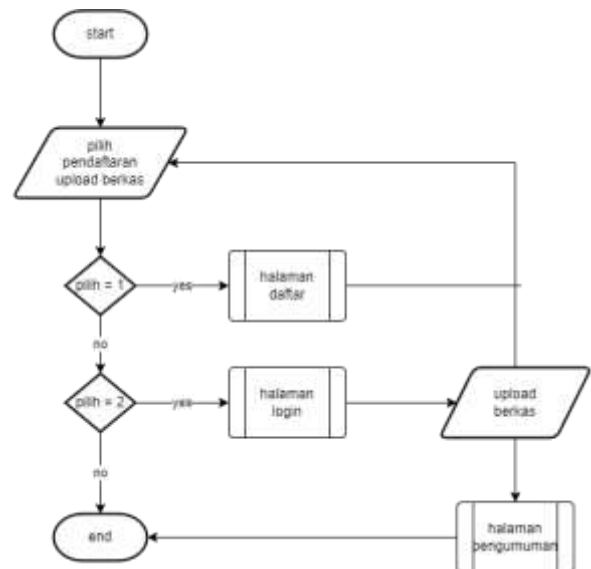 start
pilih
pendaftaran
upload berkas
pilih = 1
yes
halaman
daftar
no
pilih = 2
yes
halaman
login
upload
berkas
no
end
halaman
pengumuman